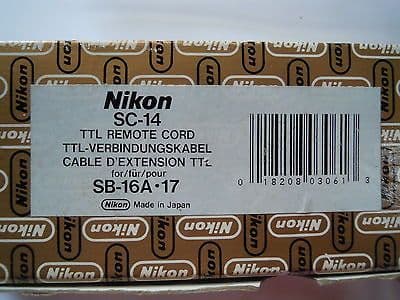 Nikon
SC-14
TTL REMOTE CORD
TTL-VERBINDUNGSKABEL
CABLE D'EXTENSION TTL
for/für/pour
SB-16A·17
Nikon Made in Japan
0 18208 03061 3